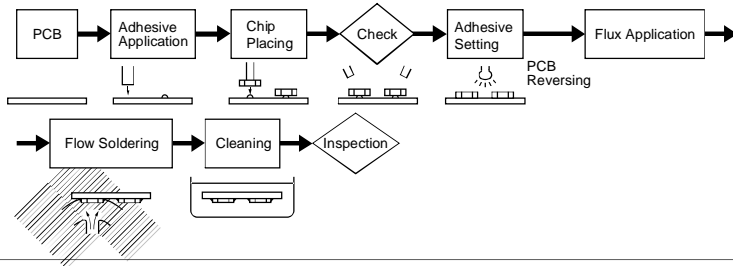 PCB
Adhesive
Application
Chip
Placing
Check
Adhesive
Setting
Flux Application
PCB
Reversing
Flow Soldering
Cleaning
Inspection